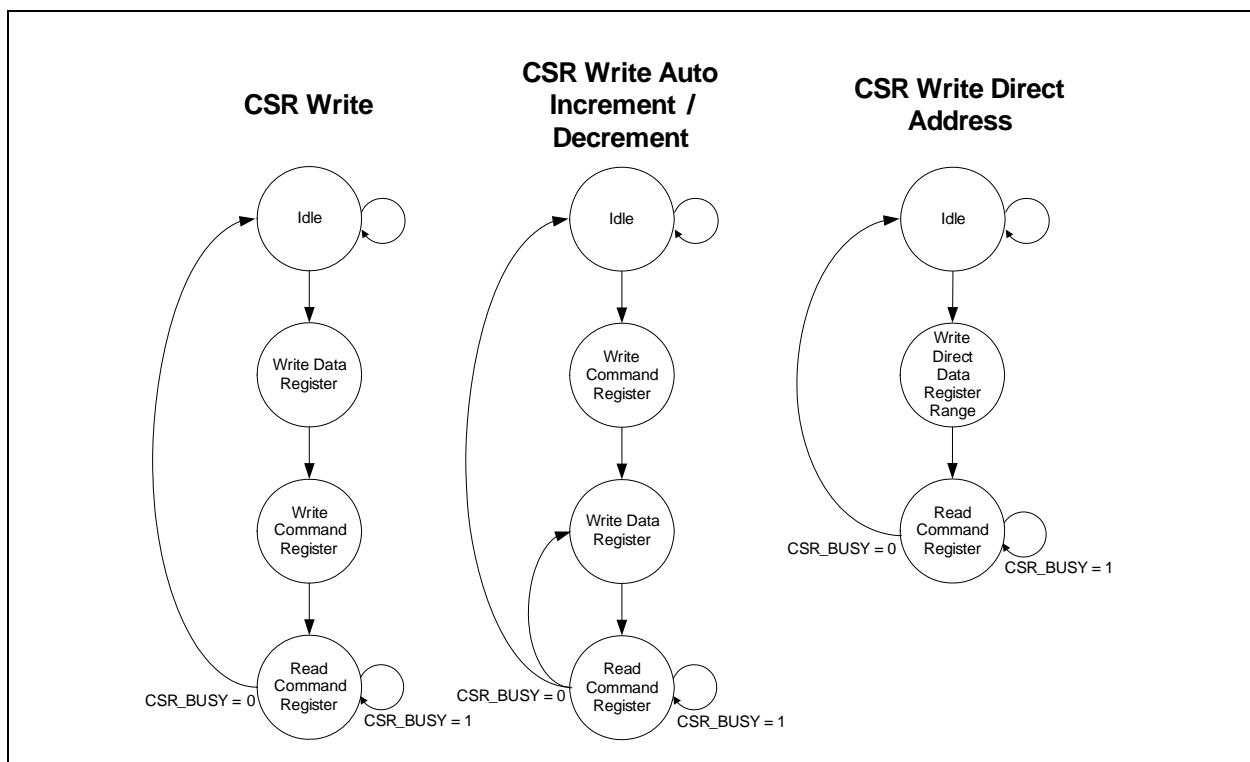 CSR Write
Idle
Write Data
Register
Write
Command
Register
Read
Command
Register
CSR_BUSY = 0
CSR_BUSY = 1
CSR Write Auto
Increment /
Decrement
Idle
Write
Command
Register
Write Data
Register
Read
Command
Register
CSR_BUSY = 0
CSR_BUSY = 1
CSR Write Direct
Address
Idle
Write
Direct
Data
Register
Range
Read
Command
Register
CSR_BUSY = 0
CSR_BUSY = 1